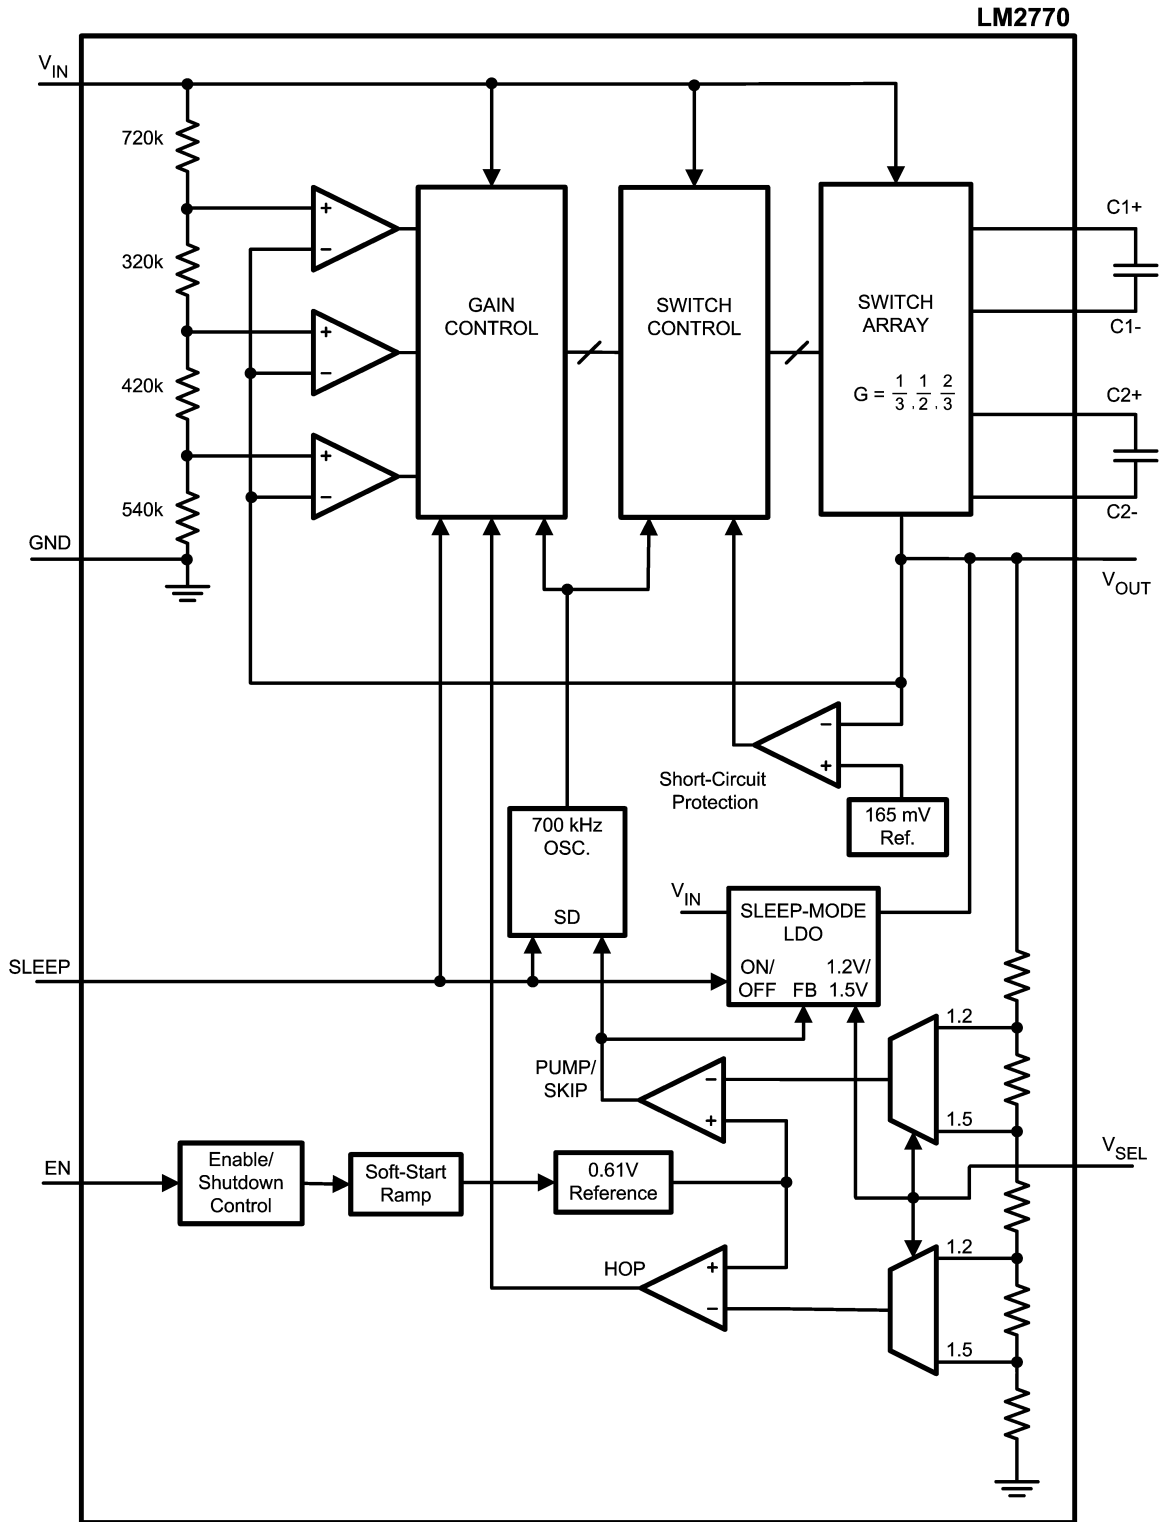 LM2770
VIN
720k
320k
420k
540k
GND
+
−
+
−
+
−
GAIN
CONTROL
SWITCH
CONTROL
SWITCH
ARRAY
G = 1/3, 1/2, 2/3
C1+
C1-
C2+
C2-
VOUT
−
+
Short-Circuit
Protection
165 mV
Ref.
700 kHz
OSC.
SD
VIN
SLEEP-MODE
LDO
ON/
OFF
FB
1.2V/
1.5V
SLEEP
1.2
1.5
PUMP/
SKIP
−
+
VSEL
EN
Enable/
Shutdown
Control
Soft-Start
Ramp
0.61V
Reference
HOP
+
−
1.2
1.5